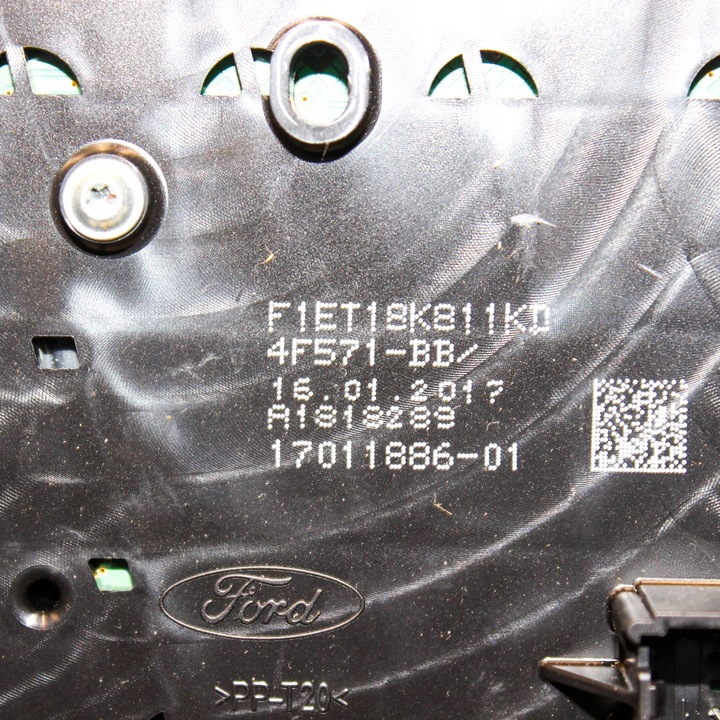 F1ET18K811KD
4F571-BB/
16.01.2017
A1818289
17011886-01
Ford
>PP-T20<